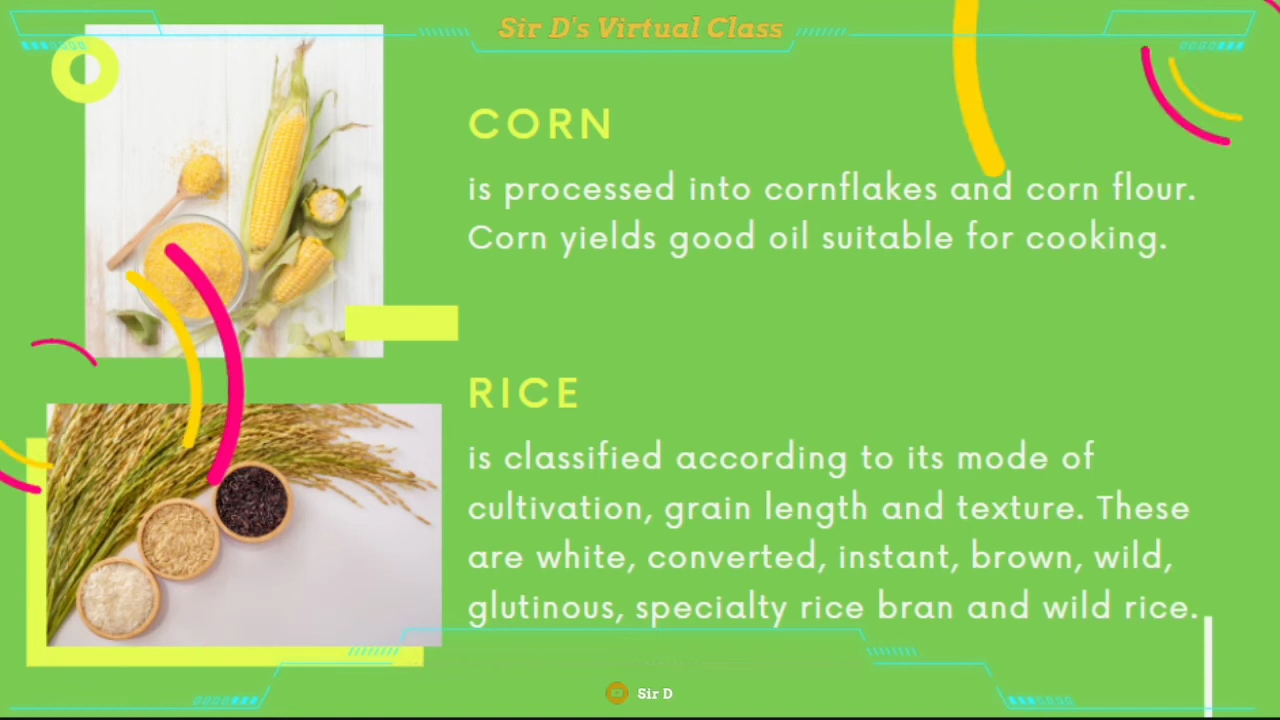 Sir D's Virtual Class
CORN
is processed into cornflakes and corn flour.
Corn yields good oil suitable for cooking.
RICE
is classified according to its mode of
cultivation, grain length and texture. These
are white, converted, instant, brown, wild,
glutinous, specialty rice bran and wild rice.
Sir D